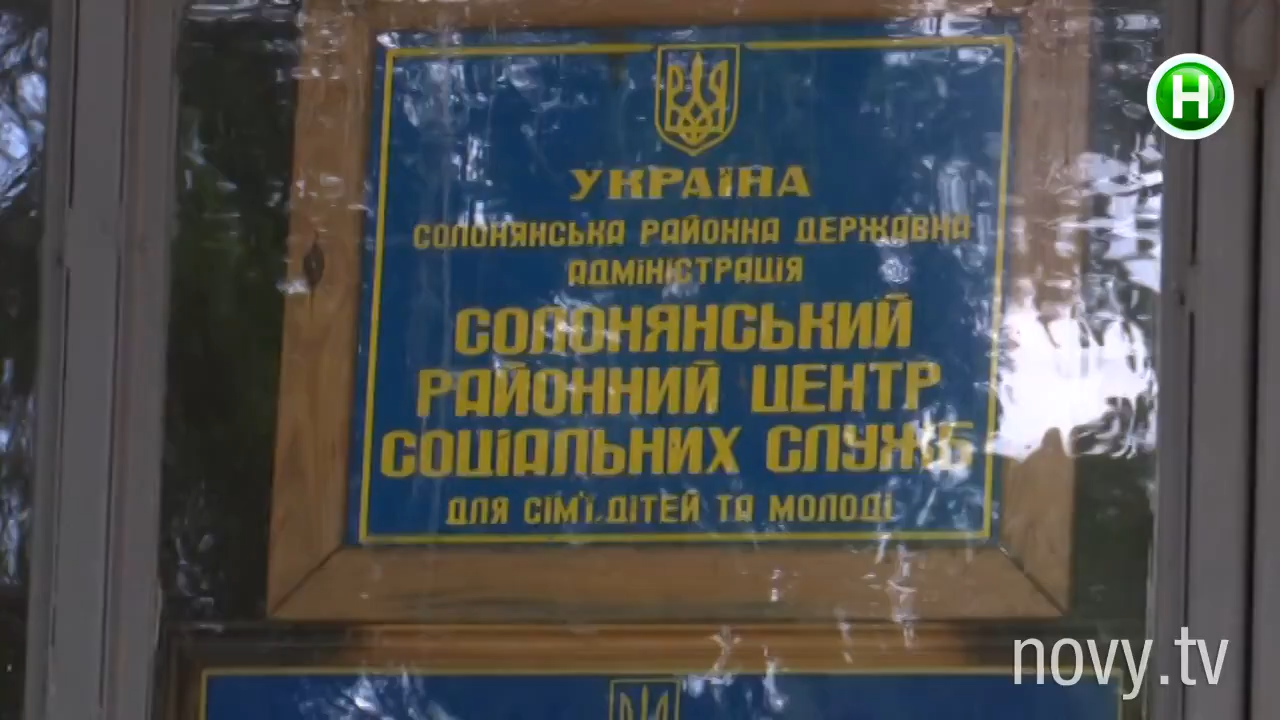 H
УКРАЇНА
СОЛОНЯНСЬКА РАЙОННА ДЕРЖАВНА
АДМІНІСТРАЦІЯ
СОЛОНЯНСЬКИЙ
РАЙОННИЙ ЦЕНТР
СОЦІАЛЬНИХ СЛУЖБ
ДЛЯ СІМ'Ї, ДІТЕЙ ТА МОЛОДІ
novy.tv